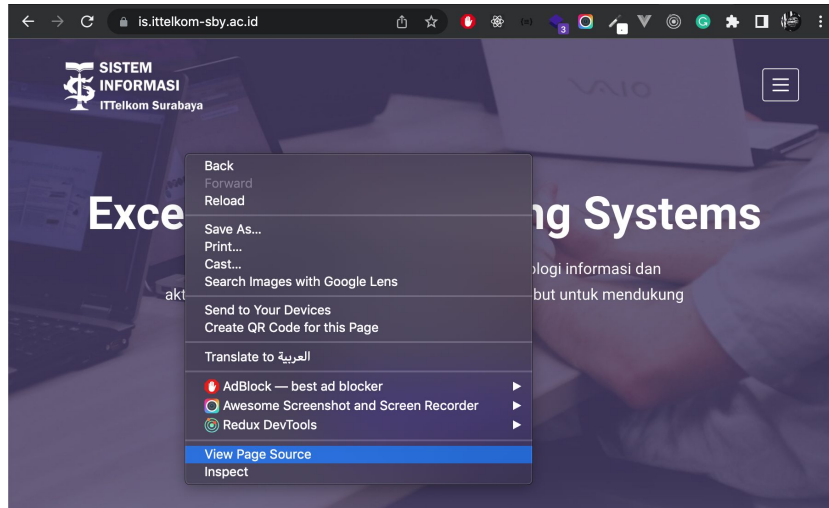 is.ittelkom-sby.ac.id
3
SISTEM
INFORMASI
ITTelkom Surabaya
VAIO
Back
Forward
Reload
Exce
ng Systems
Save As...
Print...
Cast...
ologi informasi dan
Search Images with Google Lens
akt
but untuk mendukung
Send to Your Devices
Create QR Code for this Page
Translate to العربية
AdBlock — best ad blocker
Awesome Screenshot and Screen Recorder
Redux DevTools
View Page Source
Inspect